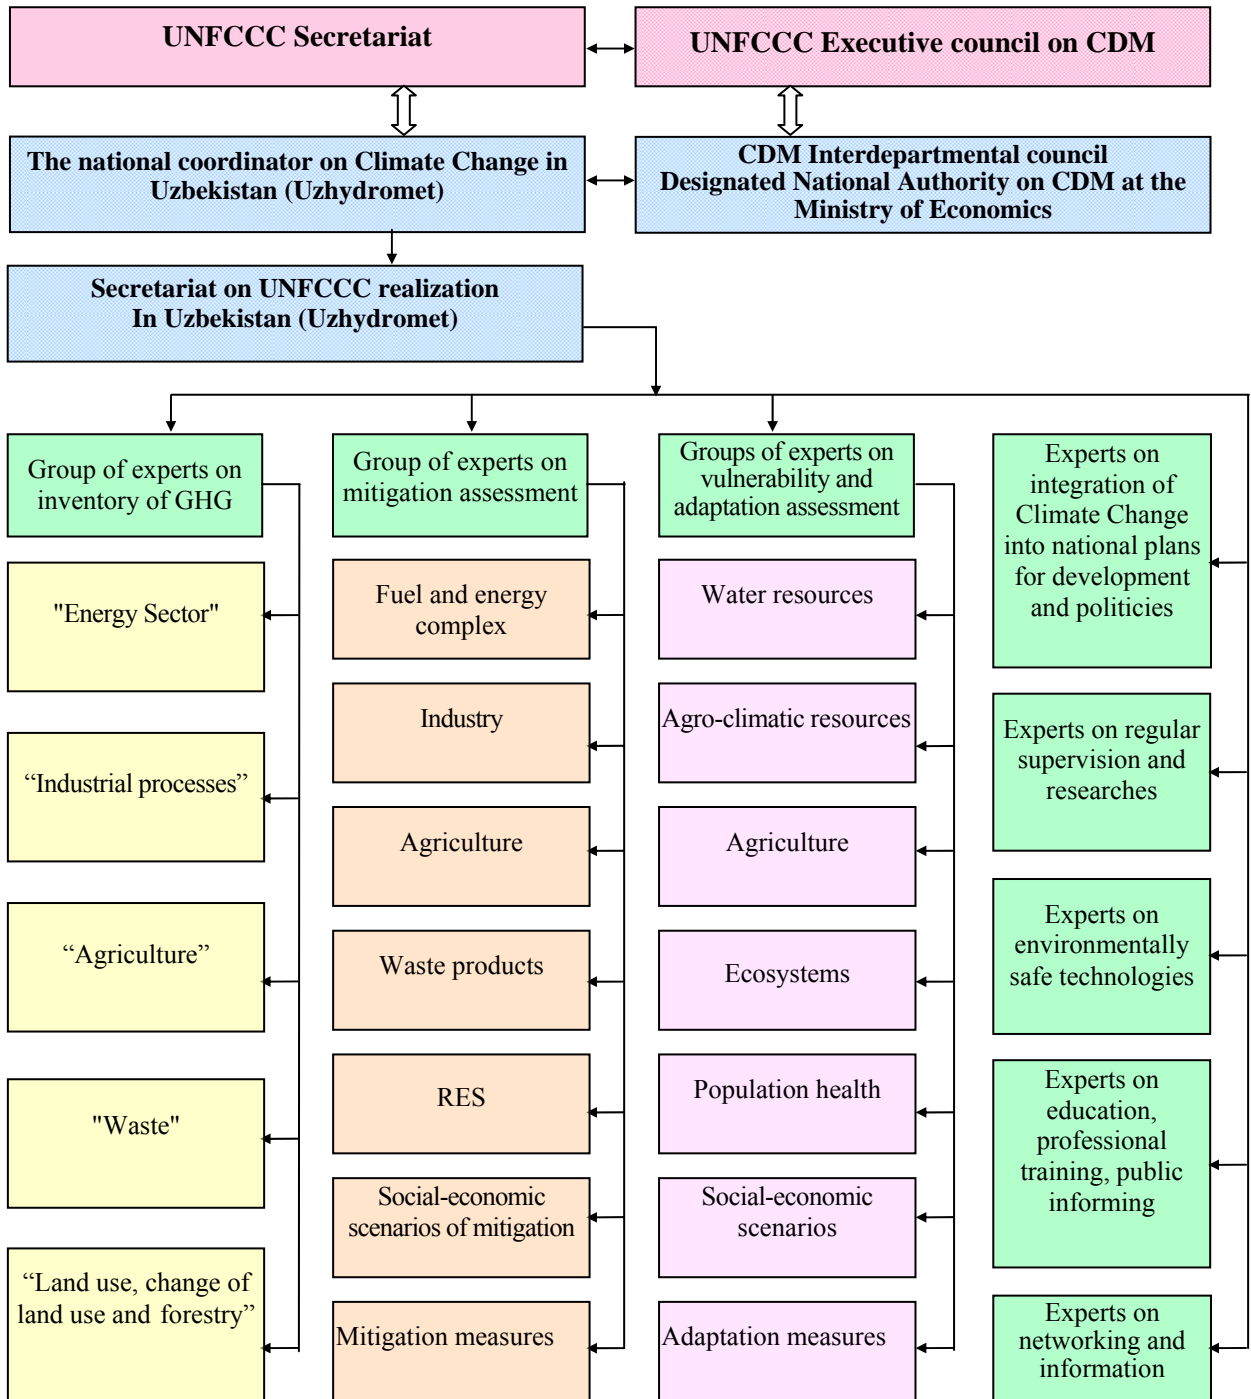 UNFCCC Secretariat
UNFCCC Executive council on CDM
The national coordinator on Climate Change in
Uzbekistan (Uzhydromet)
CDM Interdepartmental council
Designated National Authority on CDM at the
Ministry of Economics
Secretariat on UNFCCC realization
In Uzbekistan (Uzhydromet)
Group of experts on
inventory of GHG
"Energy Sector"
“Industrial processes”
“Agriculture”
"Waste"
“Land use, change of
land use and forestry”
Group of experts on
mitigation assessment
Fuel and energy
complex
Industry
Agriculture
Waste products
RES
Social-economic
scenarios of mitigation
Mitigation measures
Groups of experts on
vulnerability and
adaptation assessment
Water resources
Agro-climatic resources
Agriculture
Ecosystems
Population health
Social-economic
scenarios
Adaptation measures
Experts on
integration of
Climate Change
into national plans
for development
and politicies
Experts on regular
supervision and
researches
Experts on
environmentally
safe technologies
Experts on
education,
professional
training, public
informing
Experts on
networking and
information